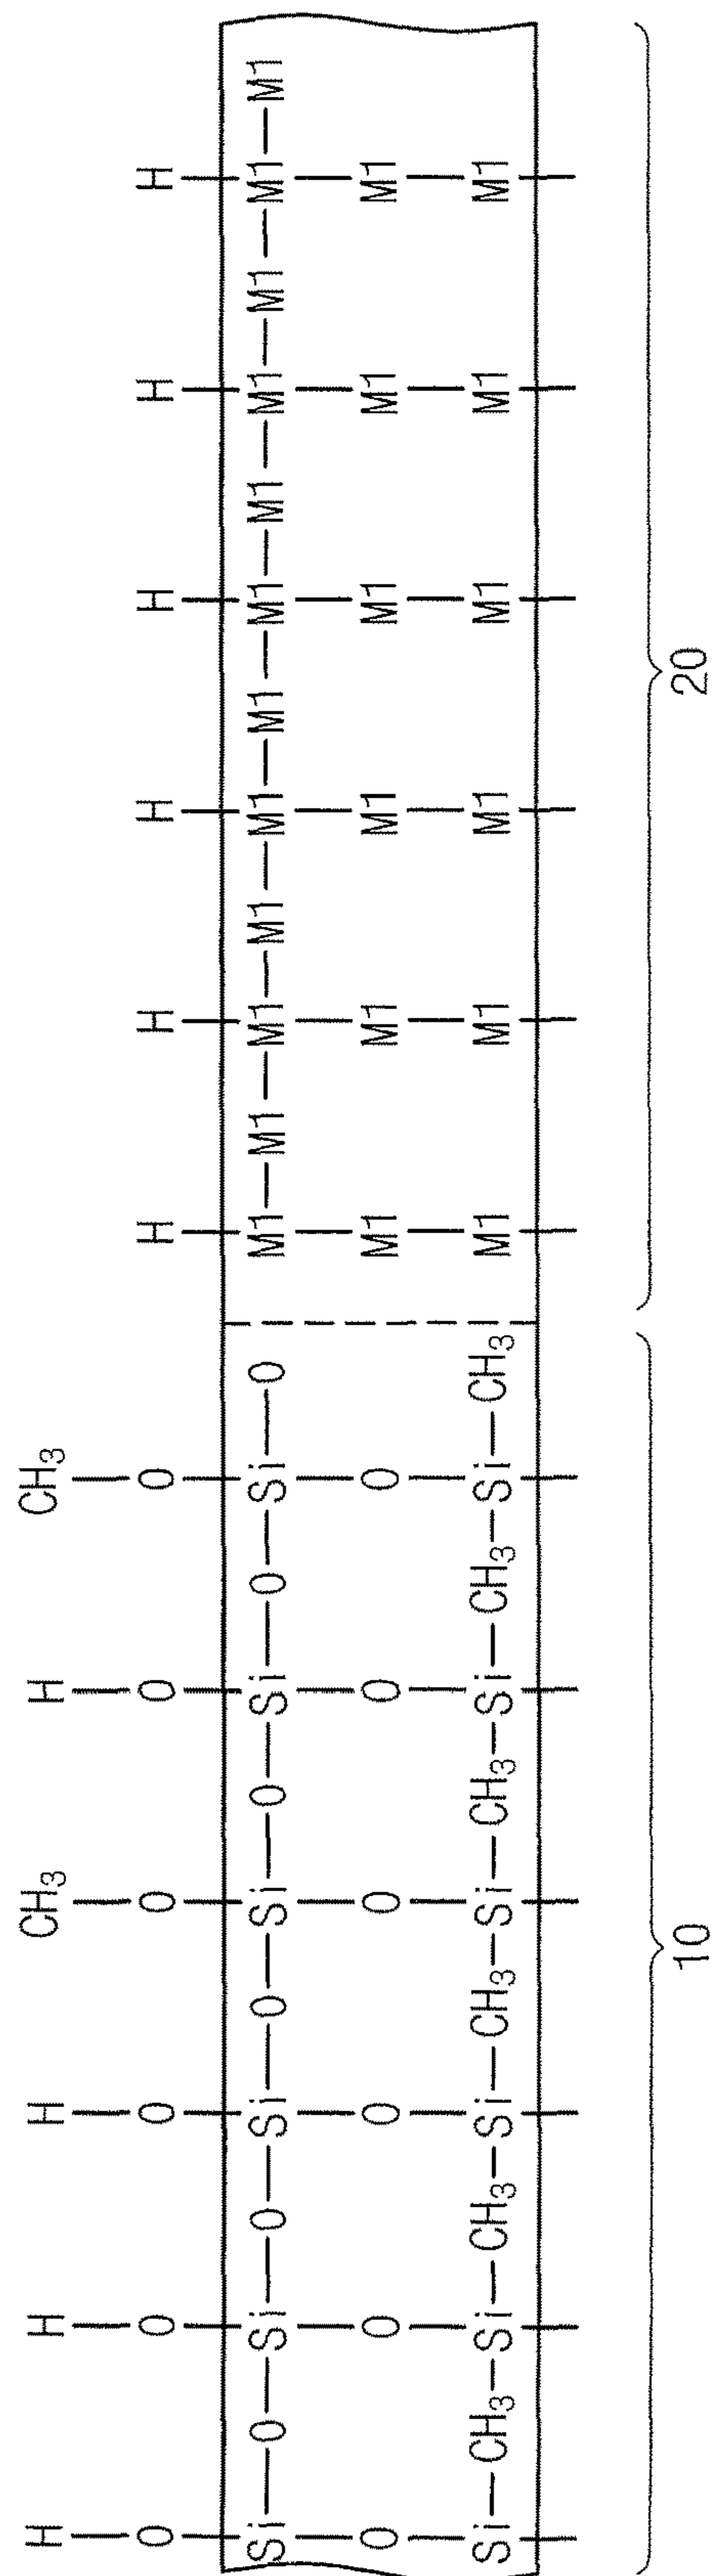 H H H CH₃ H CH₃
O O O O O O H H H H H H
Si—O—Si—O—Si—O—Si—O—Si—O—Si—O M1—M1—M1—M1—M1—M1—M1—M1—M1—M1—M1—M1
O O O O O O M1 M1 M1 M1 M1 M1
Si—CH₃—Si—CH₃—Si—CH₃—Si—CH₃—Si—CH₃—Si—CH₃ M1 M1 M1 M1 M1 M1
10 20